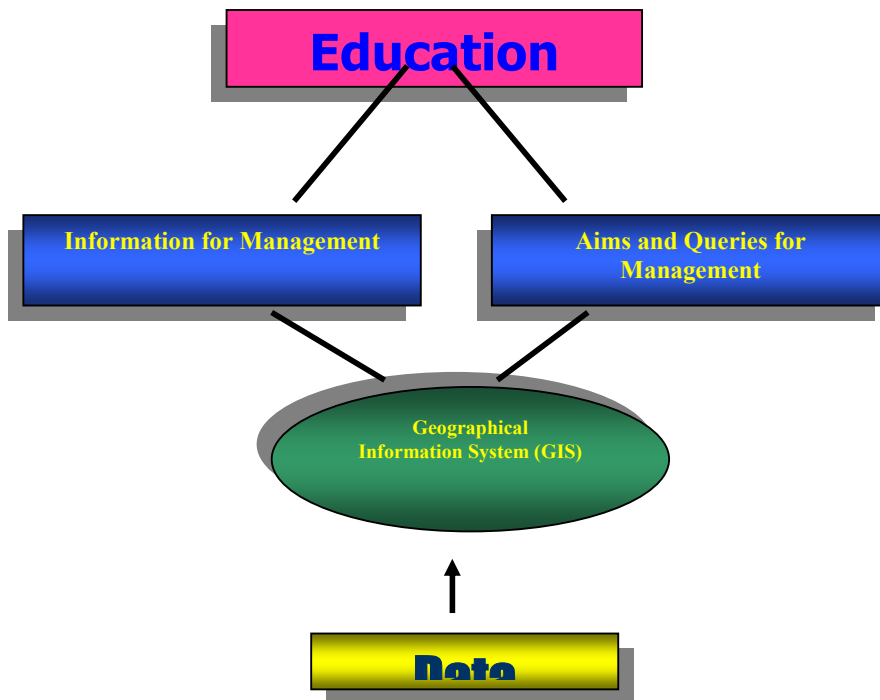 Education
Information for Management
Aims and Queries for
Management
Geographical
Information System (GIS)
Data